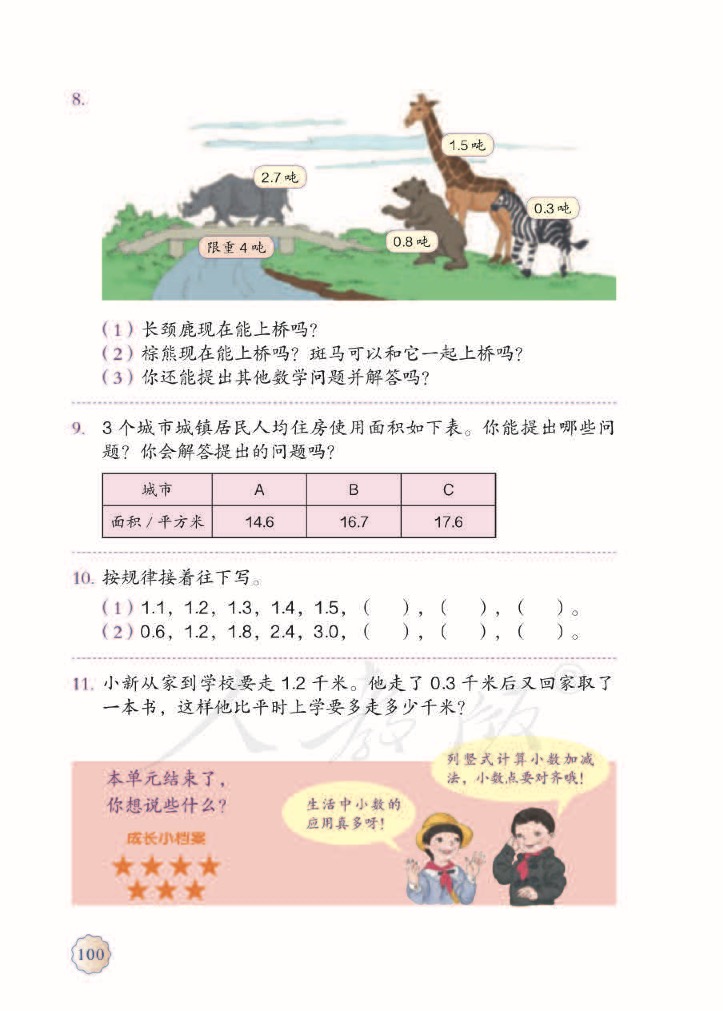 8.
1.5 吨
2.7 吨
0.3 吨
限重 4 吨
0.8 吨
（1）长颈鹿现在能上桥吗？
（2）棕熊现在能上桥吗？斑马可以和它一起上桥吗？
（3）你还能提出其他数学问题并解答吗？
9. 3 个城市城镇居民人均住房使用面积如下表。你能提出哪些问
题？你会解答提出的问题吗？
城市 A B C
面积 / 平方米 14.6 16.7 17.6
10. 按规律接着往下写。
（1）1.1，1.2，1.3，1.4，1.5，（ ），（ ），（ ）。
（2）0.6，1.2，1.8，2.4，3.0，（ ），（ ），（ ）。
11. 小新从家到学校要走 1.2 千米。他走了 0.3 千米后又回家取了
一本书，这样他比平时上学要多走多少千米？
人教版®
本单元结束了，
你想说些什么？
成长小档案
生活中小数的
应用真多呀！
列竖式计算小数加减
法，小数点要对齐哦！
100